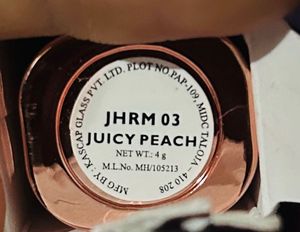 MFG BY : KASCAP GLASS PVT. LTD. PLOT NO.PAP-109, MIDC TALOJA – 410 208
JHRM 03
JUICY PEACH
NET WT.: 4 g
M.L.No. MH/105213